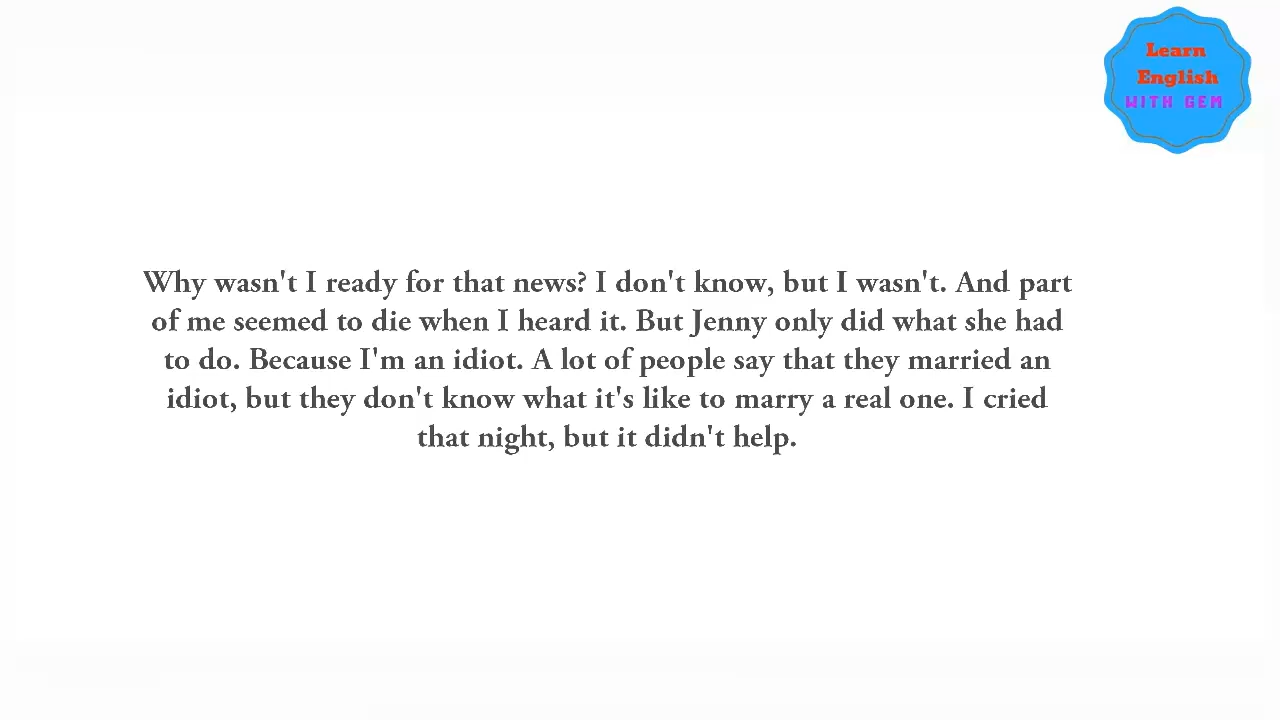 Learn
English
WITH GEM
Why wasn't I ready for that news? I don't know, but I wasn't. And part
of me seemed to die when I heard it. But Jenny only did what she had
to do. Because I'm an idiot. A lot of people say that they married an
idiot, but they don't know what it's like to marry a real one. I cried
that night, but it didn't help.